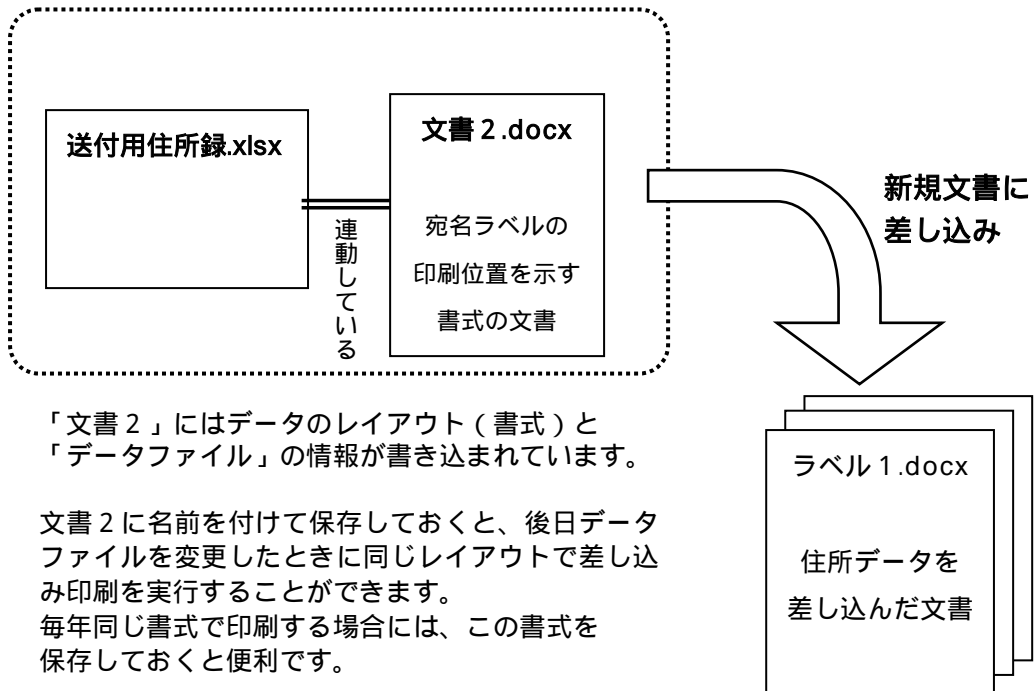 送付用住所録.xlsx
連動している
文書２.docx
宛名ラベルの
印刷位置を示す
書式の文書
新規文書に
差し込み
「文書２」にはデータのレイアウト（書式）と
「データファイル」の情報が書き込まれています。
文書２に名前を付けて保存しておくと、後日データ
ファイルを変更したときに同じレイアウトで差し込
み印刷を実行することができます。
毎年同じ書式で印刷する場合には、この書式を
保存しておくと便利です。
ラベル１.docx
住所データを
差し込んだ文書